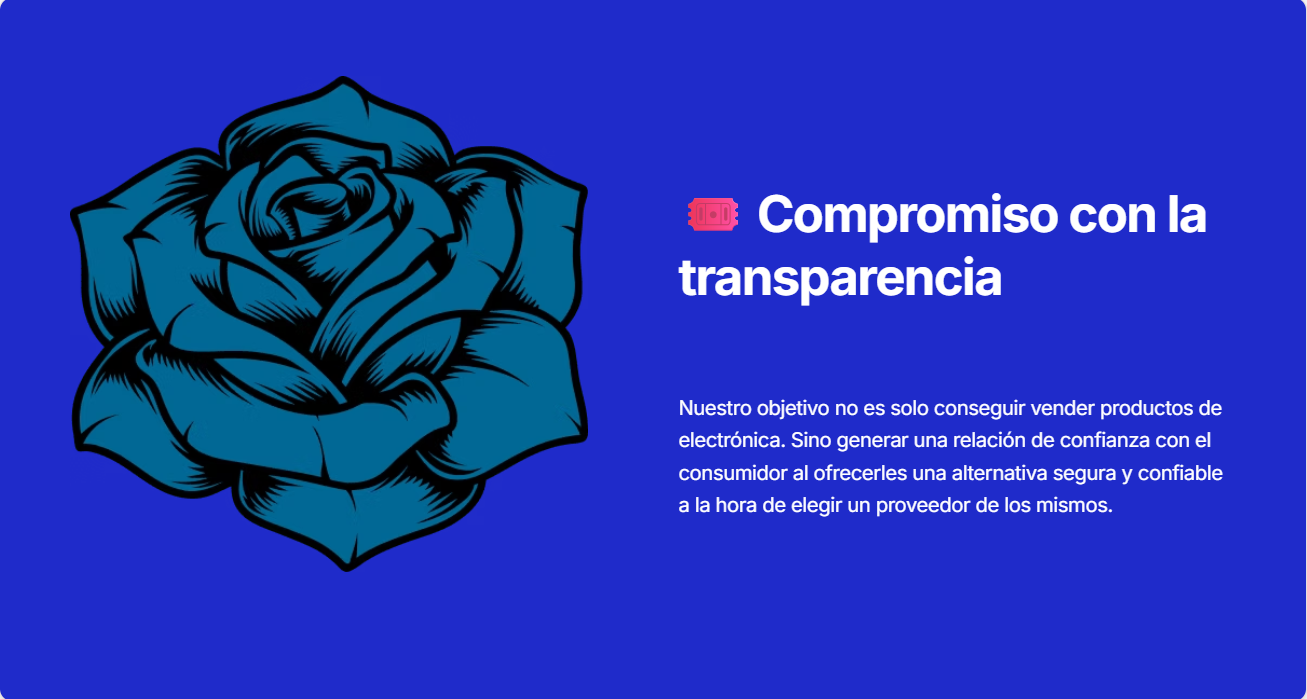 Compromiso con la
transparencia
Nuestro objetivo no es solo conseguir vender productos de
electrónica. Sino generar una relación de confianza con el
consumidor al ofrecerles una alternativa segura y confiable
a la hora de elegir un proveedor de los mismos.